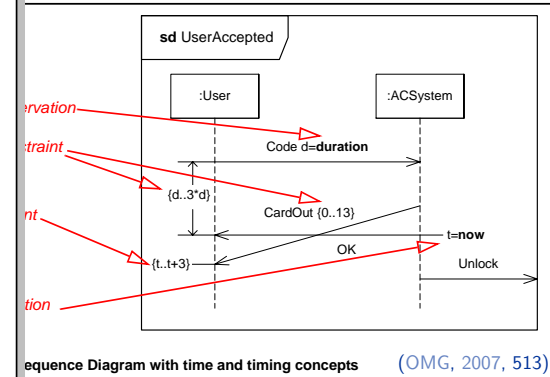 sd UserAccepted
:User
:ACSystem
ervation
Code d=duration
straint
{d..3*d}
CardOut {0..13}
nt
t=now
OK
{t..t+3}
Unlock
tion
equence Diagram with time and timing concepts (OMG, 2007, 513)